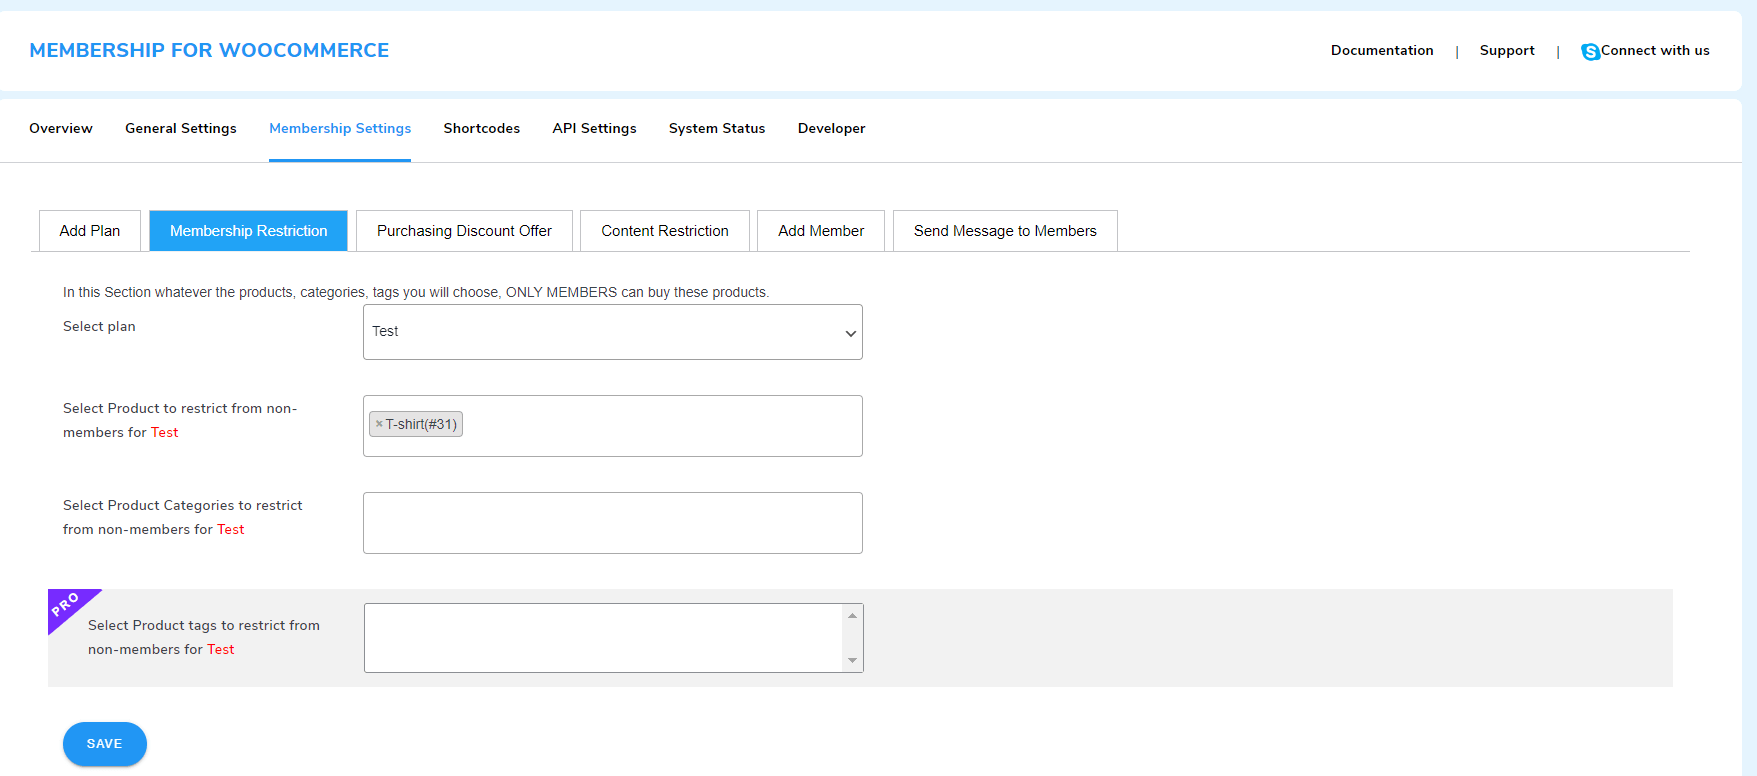 MEMBERSHIP FOR WOOCOMMERCE
Documentation | Support | Connect with us
Overview General Settings Membership Settings Shortcodes API Settings System Status Developer
Add Plan Membership Restriction Purchasing Discount Offer Content Restriction Add Member Send Message to Members
In this Section whatever the products, categories, tags you will choose, ONLY MEMBERS can buy these products.
Select plan
Test
Select Product to restrict from non-
members for Test
×T-shirt(#31)
Select Product Categories to restrict
from non-members for Test
PRO
Select Product tags to restrict from
non-members for Test
SAVE